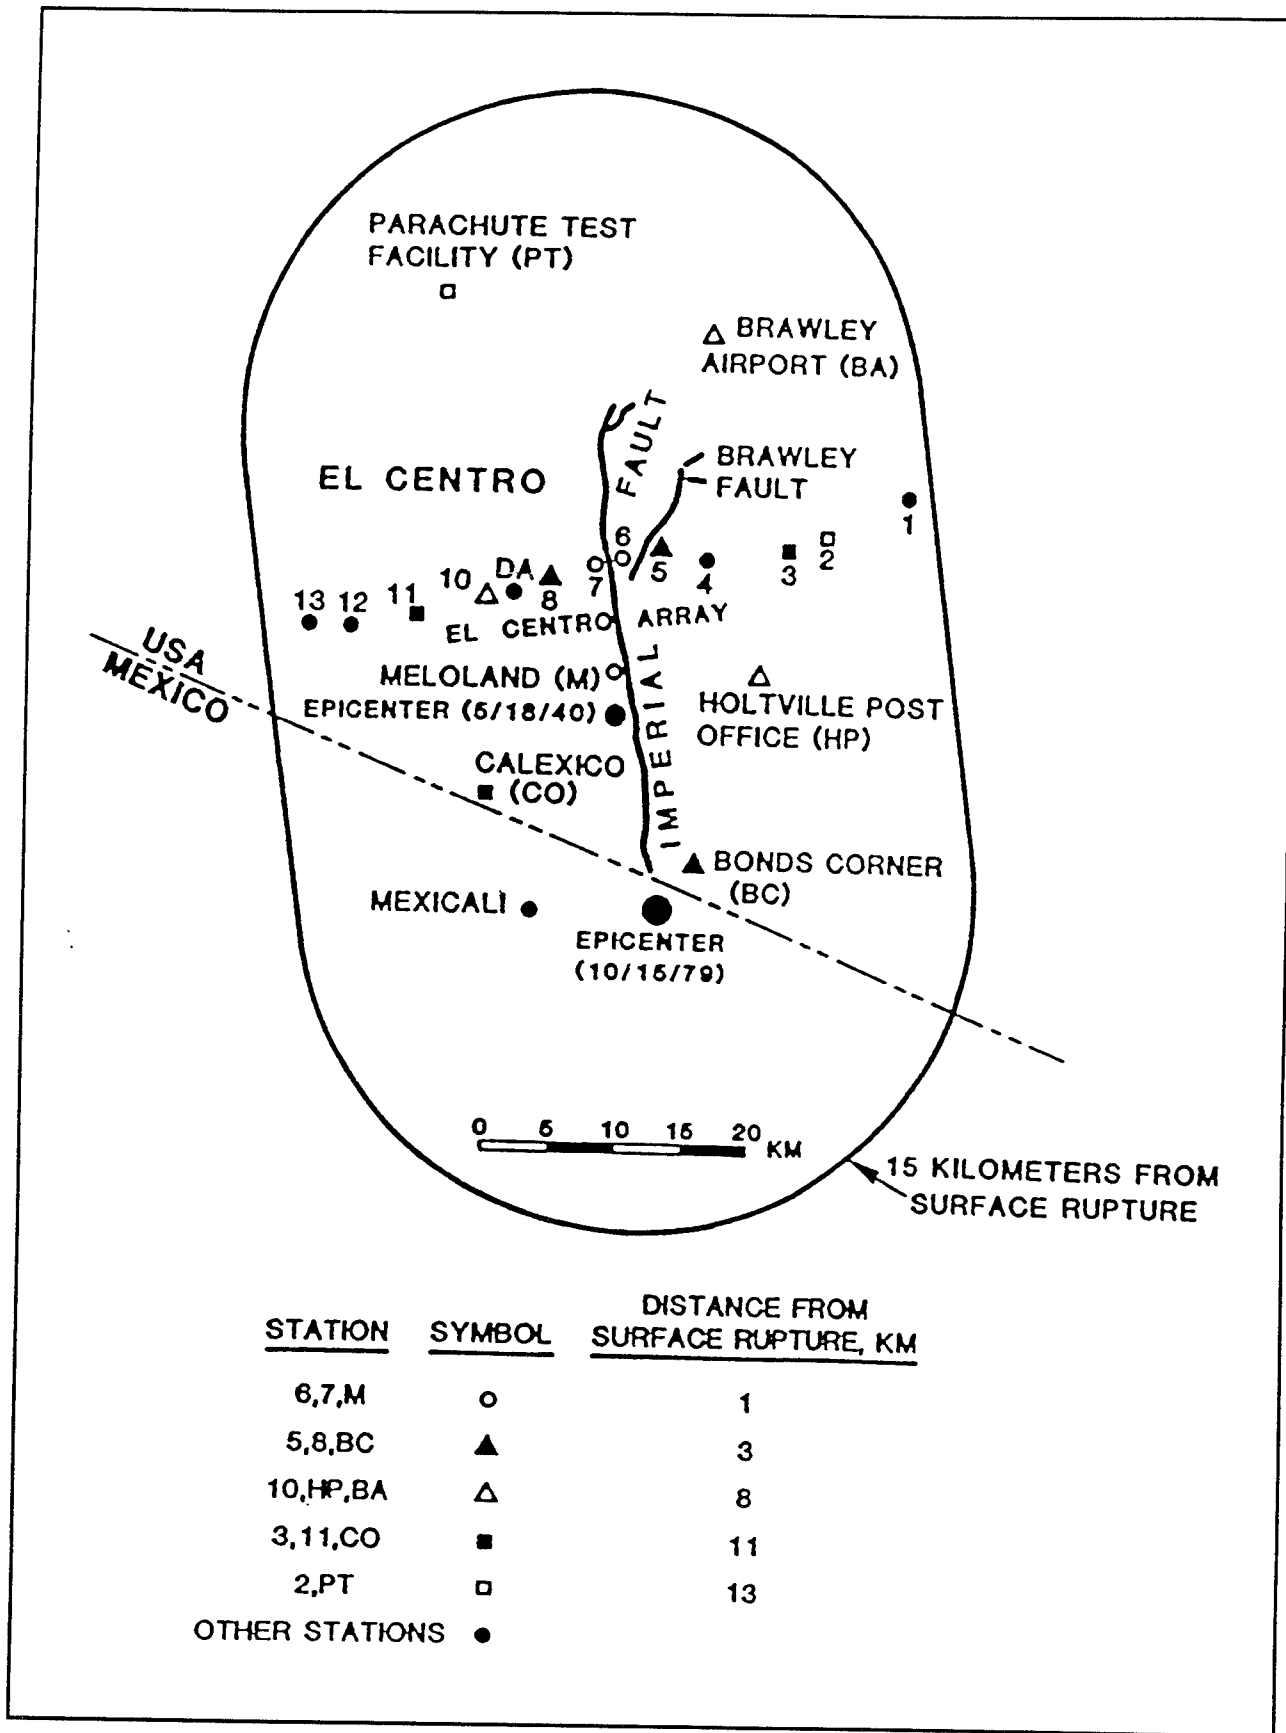 PARACHUTE TEST
FACILITY (PT)
BRAWLEY
AIRPORT (BA)
FAULT
BRAWLEY
FAULT
EL CENTRO
1
6
2
3
4
5
7
8
DA
10
11
12
13
EL CENTRO ARRAY
USA
MEXICO
MELOLAND (M)
IMPERIAL
EPICENTER (5/18/40)
HOLTVILLE POST
OFFICE (HP)
CALEXICO
(CO)
BONDS CORNER
(BC)
MEXICALI
EPICENTER
(10/15/79)
0 5 10 15 20 KM
15 KILOMETERS FROM
SURFACE RUPTURE
STATION SYMBOL DISTANCE FROM
SURFACE RUPTURE, KM
6,7,M 1
5,8,BC 3
10,HP,BA 8
3,11,CO 11
2,PT 13
OTHER STATIONS